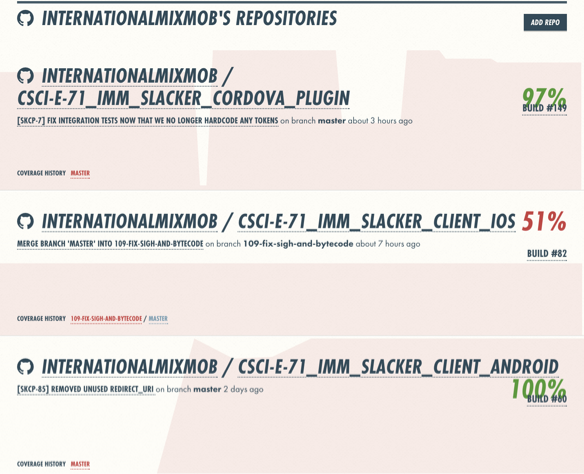 INTERNATIONALMIXMOB'S REPOSITORIES
ADD REPO
INTERNATIONALMIXMOB /
CSCI-E-71_IMM_SLACKER_CORDOVA_PLUGIN
97%
BUILD #149
[SKCP-7] FIX INTEGRATION TESTS NOW THAT WE NO LONGER HARDCODE ANY TOKENS on branch master about 3 hours ago
COVERAGE HISTORY MASTER
INTERNATIONALMIXMOB / CSCI-E-71_IMM_SLACKER_CLIENT_IOS 51%
MERGE BRANCH 'MASTER' INTO 109-FIX-SIGH-AND-BYTECODE on branch 109-fix-sigh-and-bytecode about 7 hours ago
BUILD #82
COVERAGE HISTORY 109-FIX-SIGH-AND-BYTECODE / MASTER
INTERNATIONALMIXMOB / CSCI-E-71_IMM_SLACKER_CLIENT_ANDROID
100%
[SKCP-85] REMOVED UNUSED REDIRECT_URI on branch master 2 days ago
BUILD #60
COVERAGE HISTORY MASTER